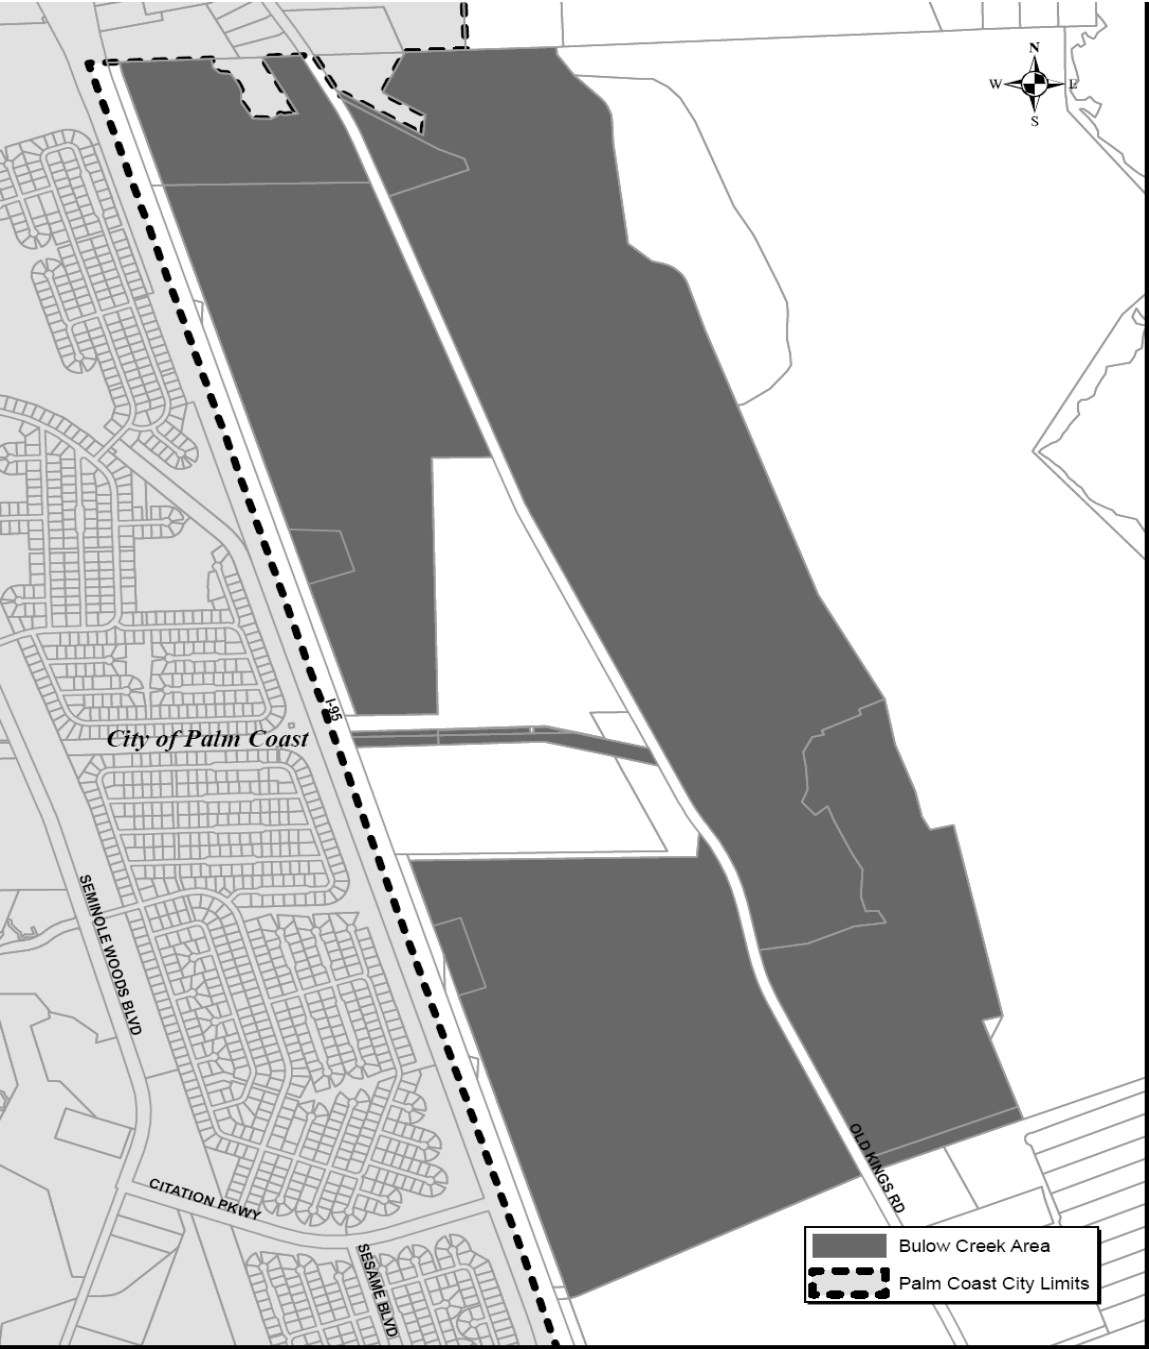 N
W
E
S
I-95
City of Palm Coast
SEMINOLE WOODS BLVD
CITATION PKWY
SESAME BLVD
OLD KINGS RD
Bulow Creek Area
Palm Coast City Limits